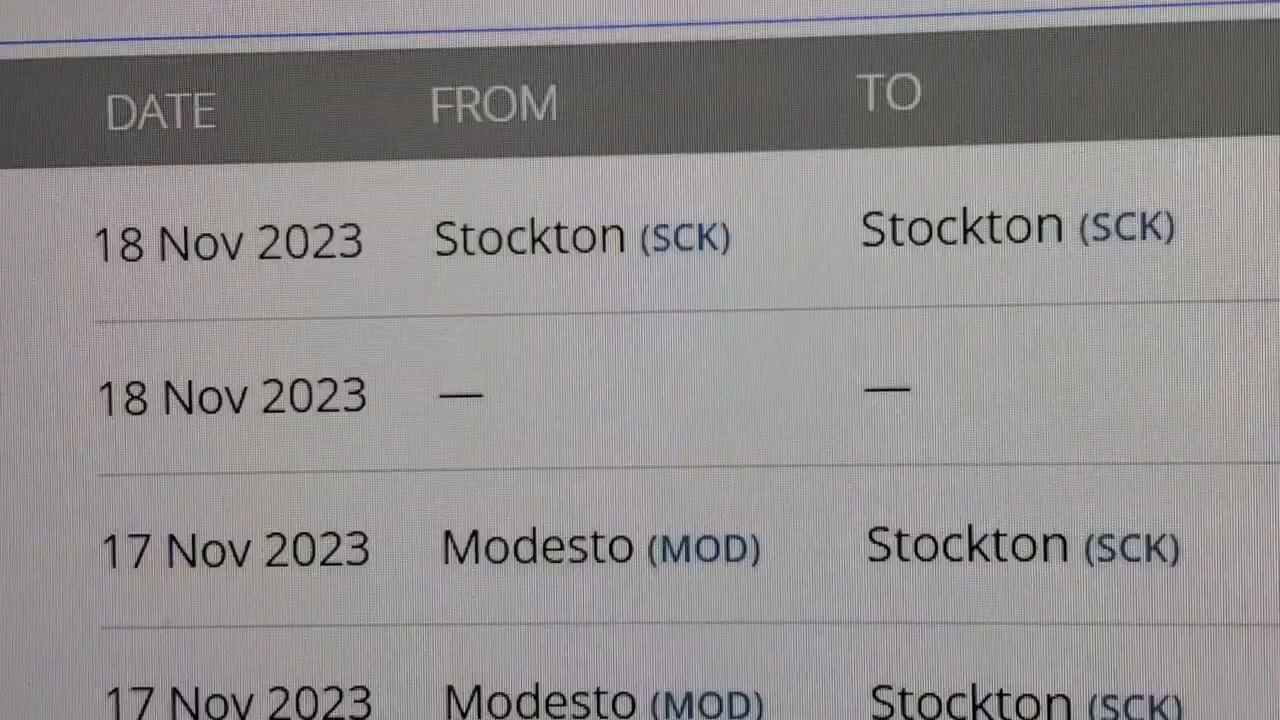 DATE FROM TO
18 Nov 2023 Stockton (SCK) Stockton (SCK)
18 Nov 2023 — —
17 Nov 2023 Modesto (MOD) Stockton (SCK)
17 Nov 2023 Modesto (MOD) Stockton (SCK)